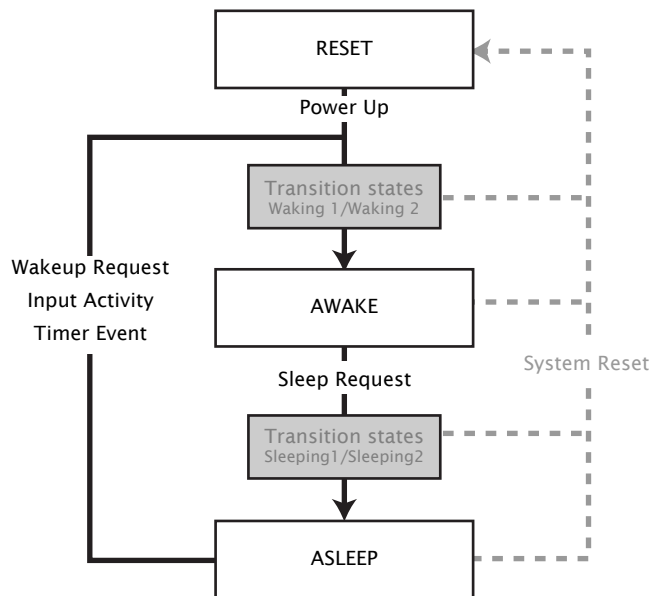 RESET
Power Up
Transition states
Waking 1/Waking 2
Wakeup Request
Input Activity
Timer Event
AWAKE
System Reset
Sleep Request
Transition states
Sleeping1/Sleeping2
ASLEEP